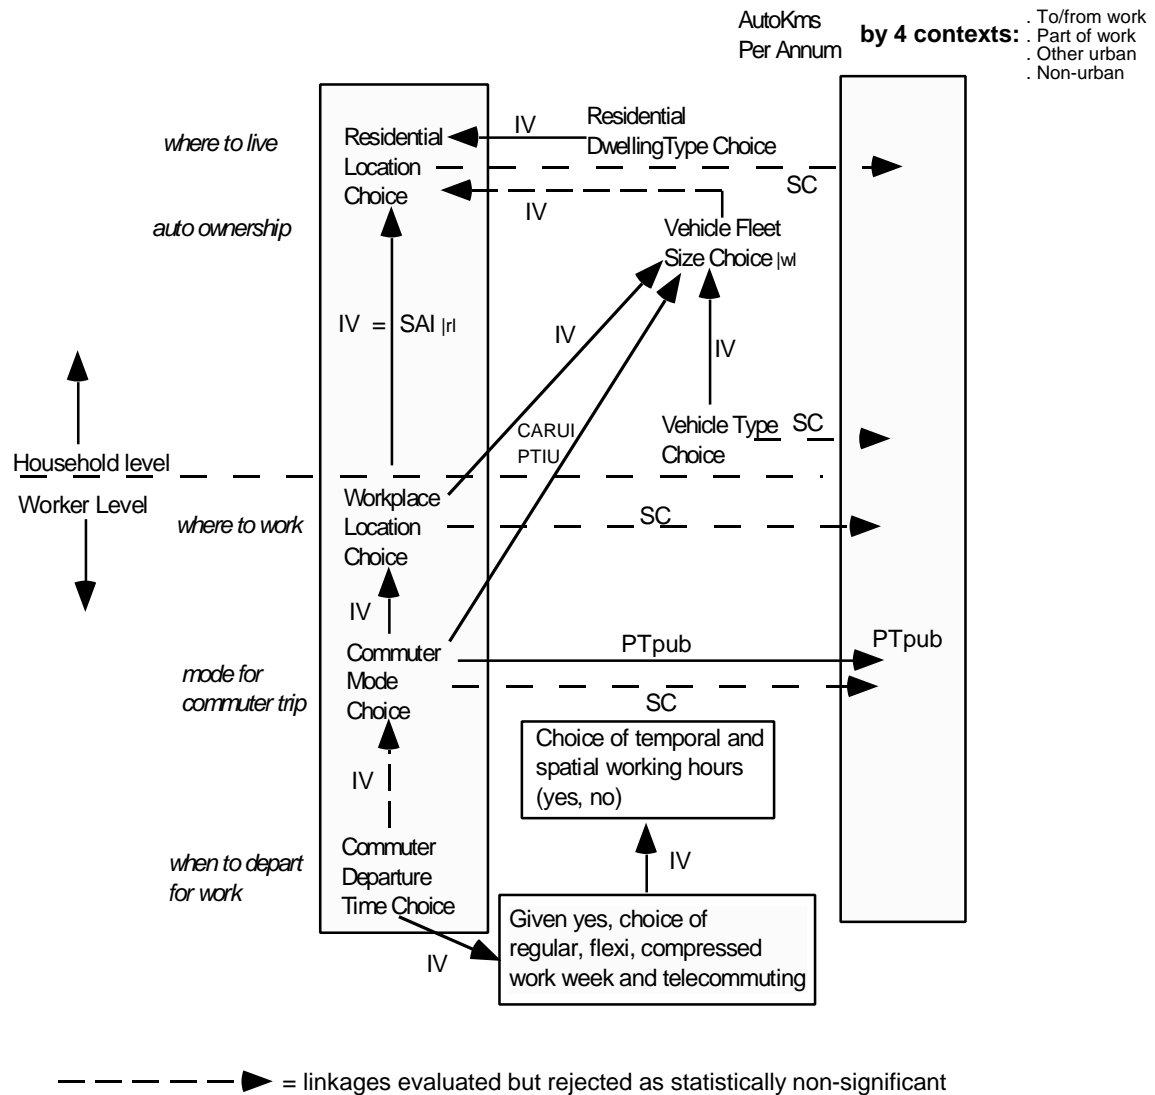 AutoKms
Per Annum
by 4 contexts:
. To/from work
. Part of work
. Other urban
. Non-urban
where to live
Residential
Location
Choice
IV
Residential
DwellingType Choice
SC
IV
auto ownership
Vehicle Fleet
Size Choice |wl
IV = SAI |rl
IV
IV
CARUI
PTIU
Vehicle Type
Choice
SC
Household level
Worker Level
where to work
Workplace
Location
Choice
SC
IV
mode for
commuter trip
Commuter
Mode
Choice
PTpub
PTpub
SC
IV
Choice of temporal and
spatial working hours
(yes, no)
IV
when to depart
for work
Commuter
Departure
Time Choice
IV
Given yes, choice of
regular, flexi, compressed
work week and telecommuting
= linkages evaluated but rejected as statistically non-significant